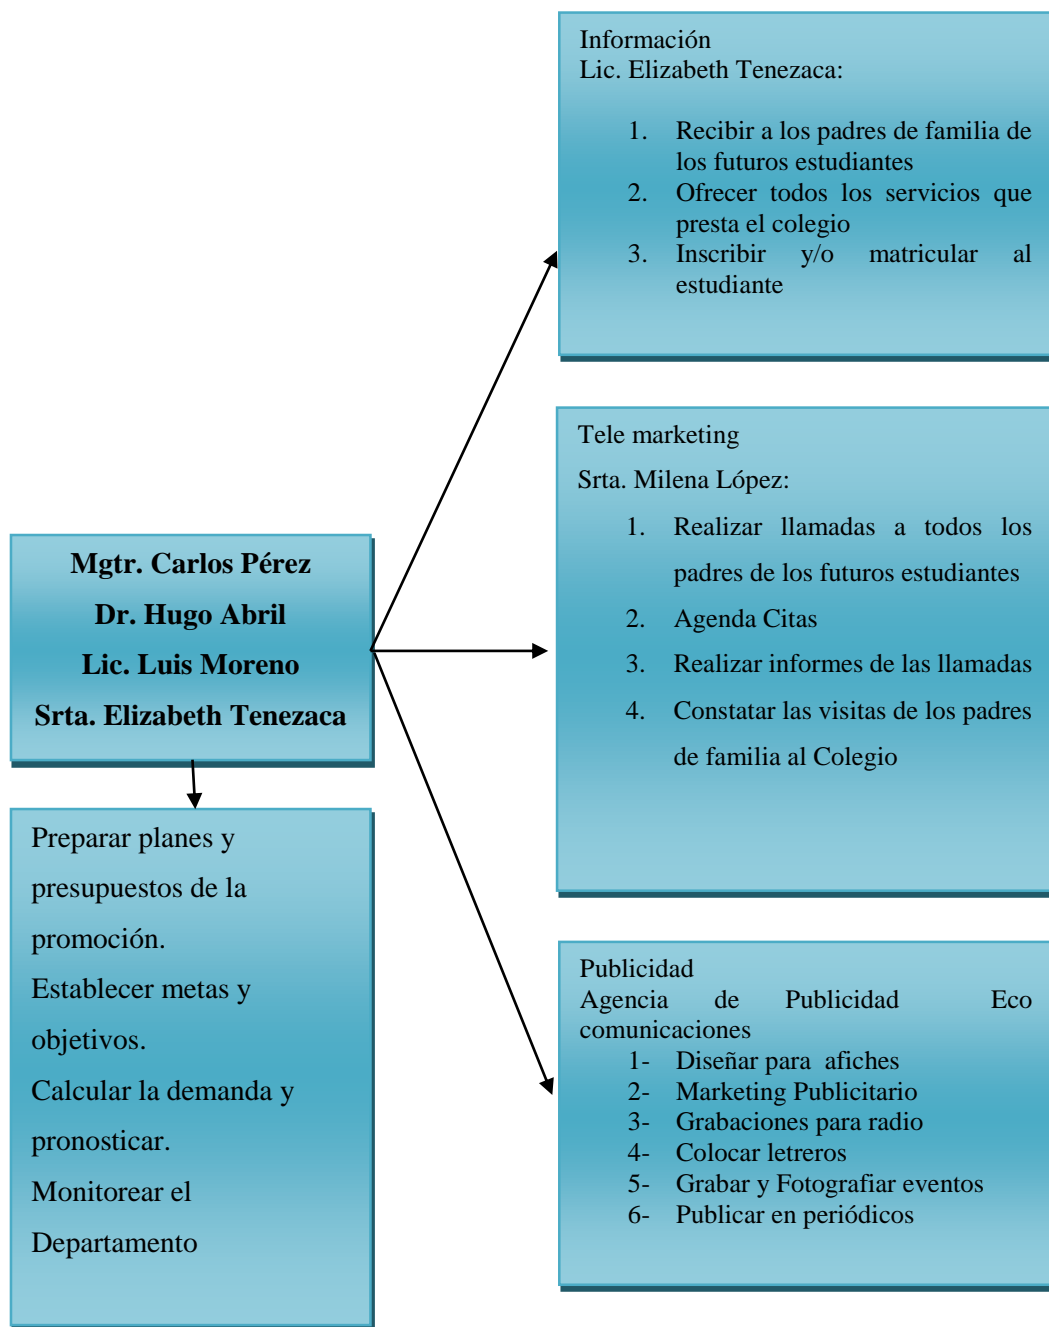 Información
Lic. Elizabeth Tenezaca:
1. Recibir a los padres de familia de
los futuros estudiantes
2. Ofrecer todos los servicios que
presta el colegio
3. Inscribir y/o matricular al
estudiante
Tele marketing
Srta. Milena López:
1. Realizar llamadas a todos los
padres de los futuros estudiantes
2. Agenda Citas
3. Realizar informes de las llamadas
4. Constatar las visitas de los padres
de familia al Colegio
Mgtr. Carlos Pérez
Dr. Hugo Abril
Lic. Luis Moreno
Srta. Elizabeth Tenezaca
Preparar planes y
presupuestos de la
promoción.
Establecer metas y
objetivos.
Calcular la demanda y
pronosticar.
Monitorear el
Departamento
Publicidad
Agencia de Publicidad Eco
comunicaciones
1- Diseñar para afiches
2- Marketing Publicitario
3- Grabaciones para radio
4- Colocar letreros
5- Grabar y Fotografiar eventos
6- Publicar en periódicos